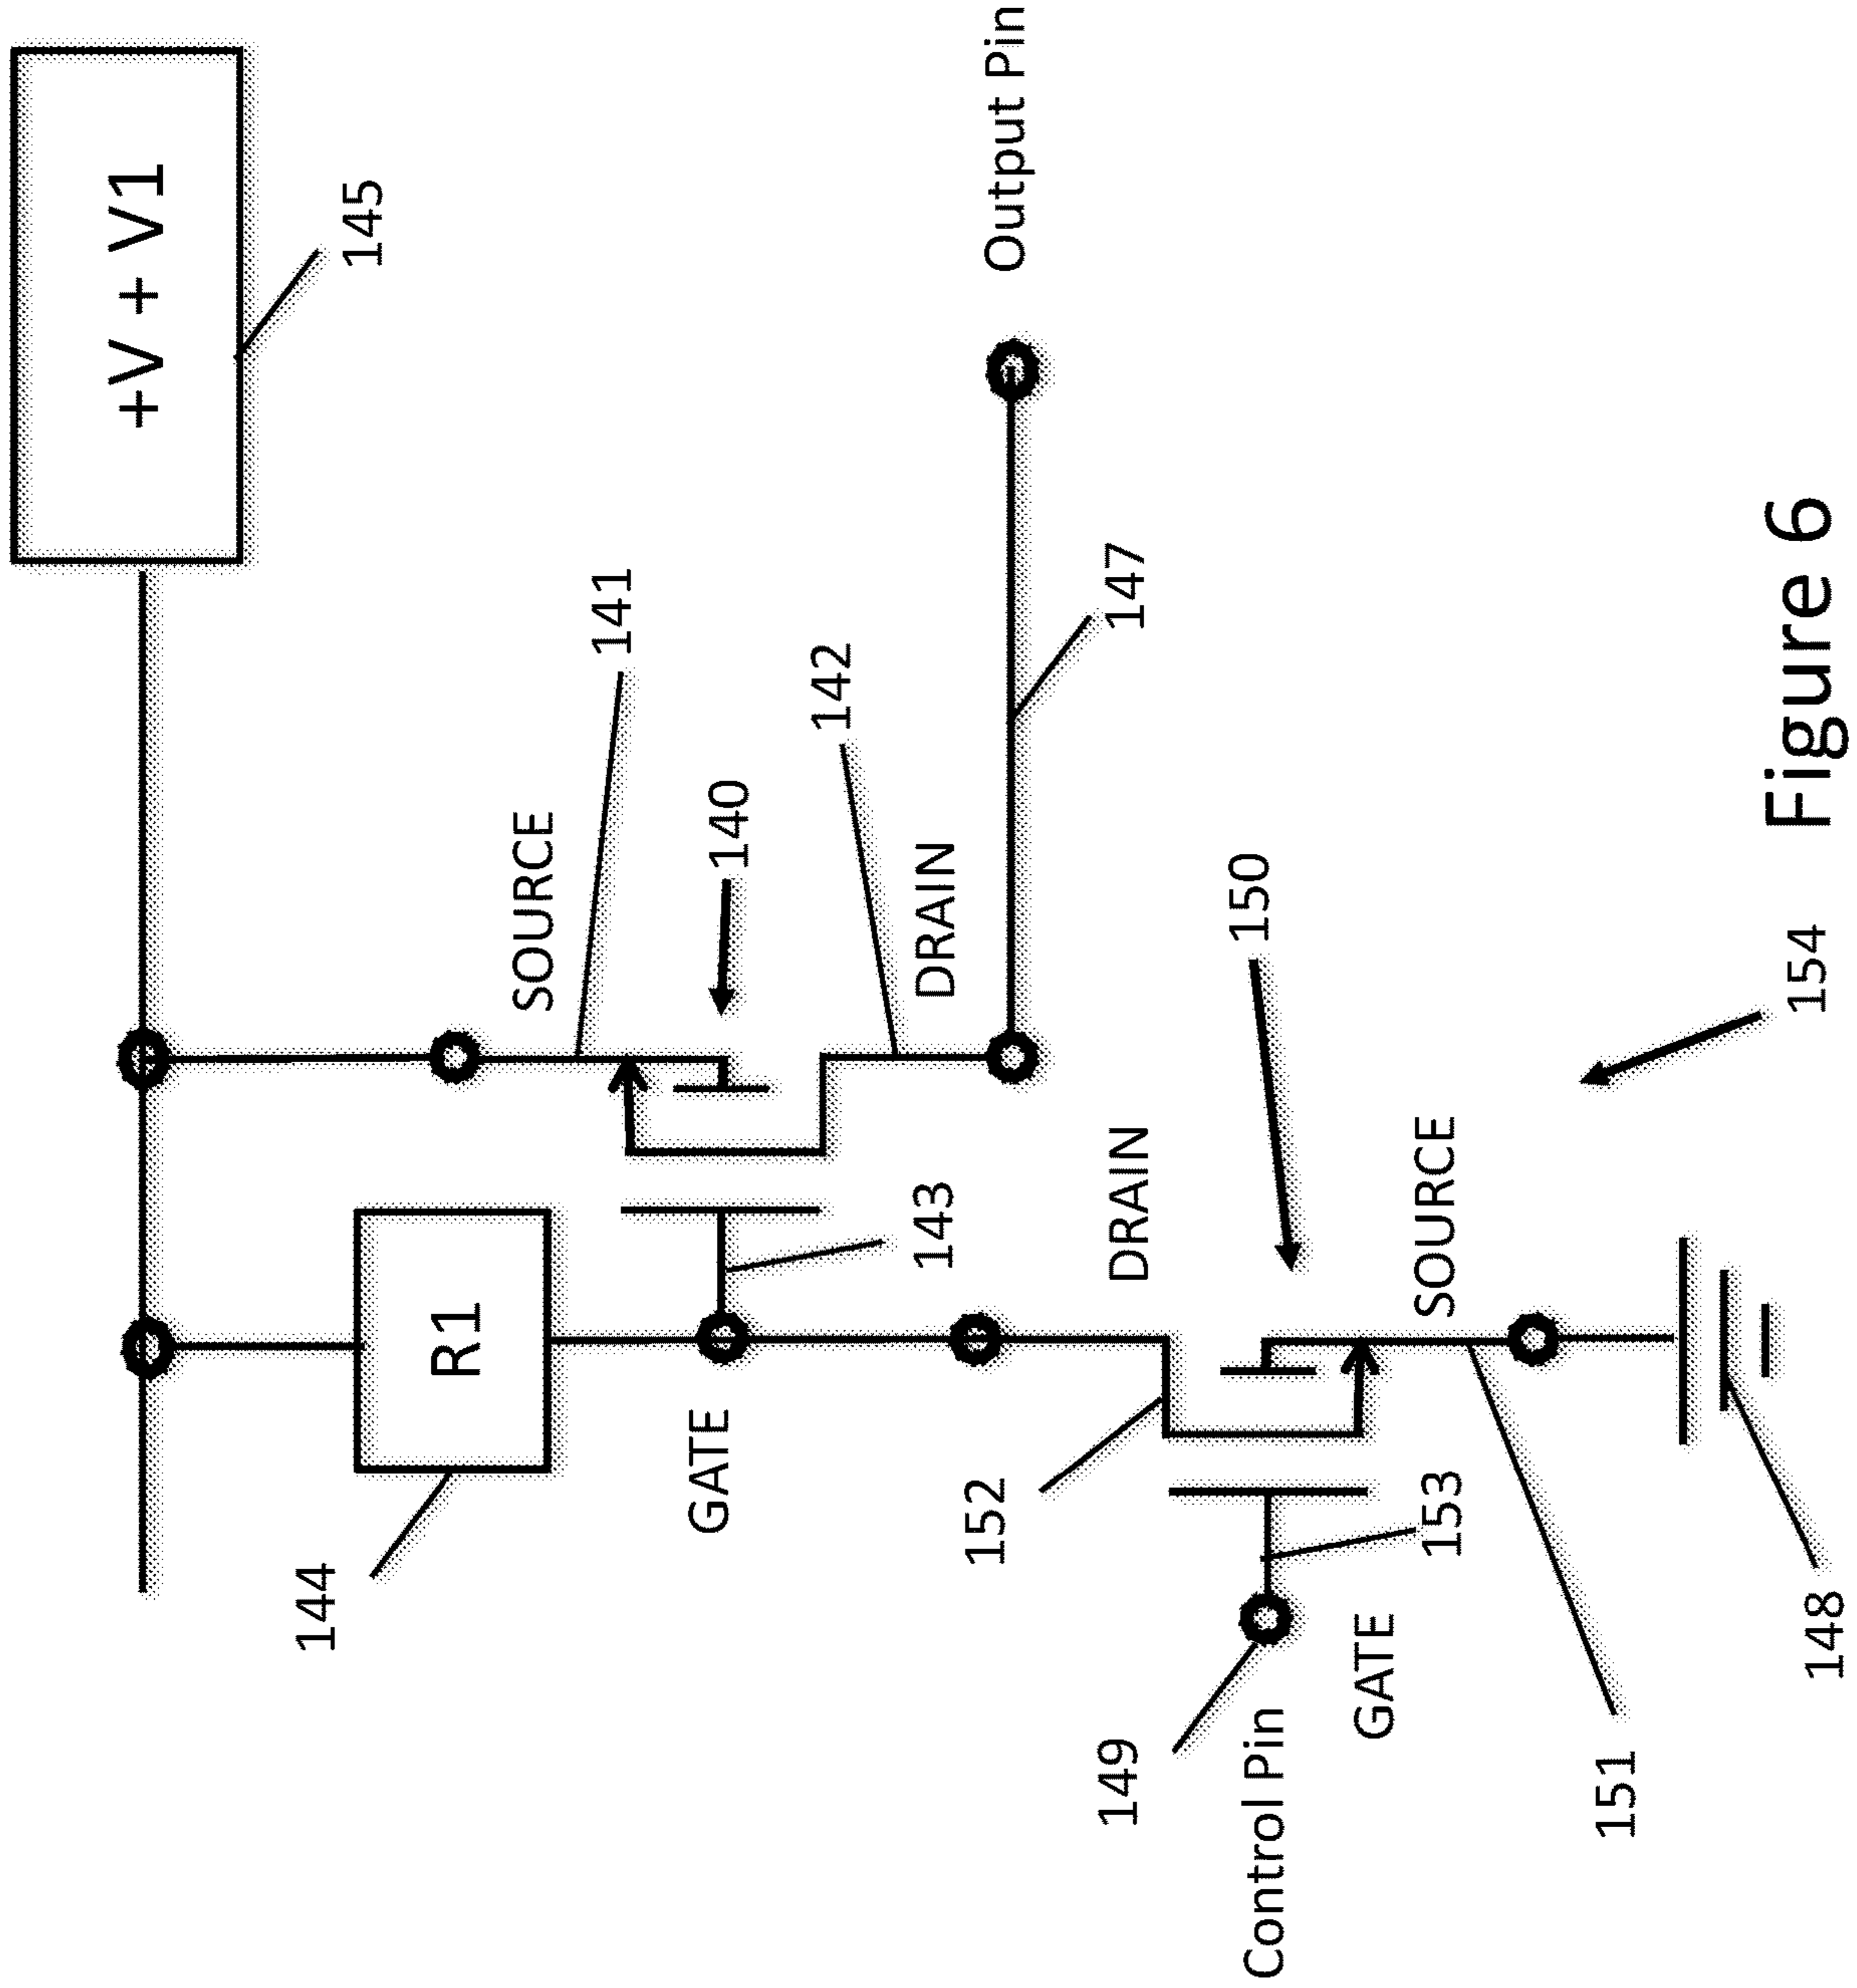 +V + V1
145
SOURCE
141
140
142
DRAIN
147
Output Pin
144
R1
GATE
143
DRAIN
150
152
153
SOURCE
149
Control Pin
GATE
151
148
154
Figure 6